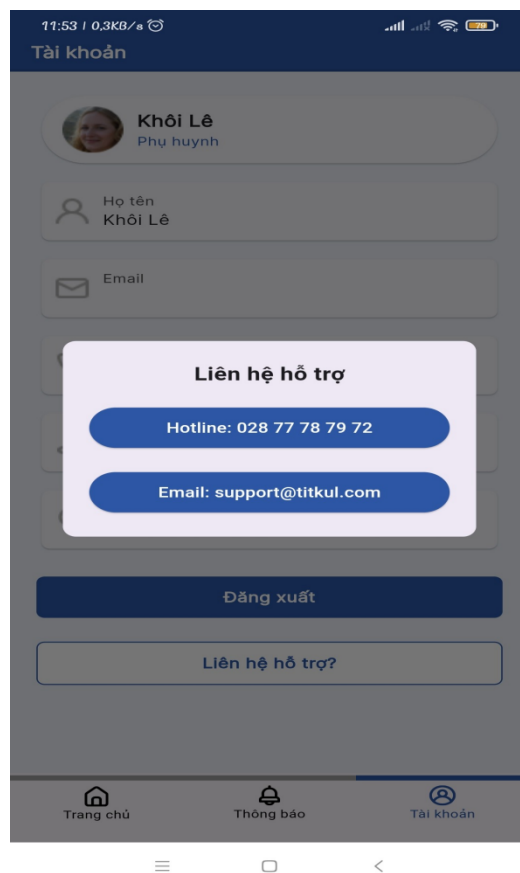 11:53 | 0,3KB/s
79
Tài khoản
Khôi Lê
Phụ huynh
Họ tên
Khôi Lê
Email
Liên hệ hỗ trợ
Hotline: 028 77 78 79 72
Email: support@titkul.com
Đăng xuất
Liên hệ hỗ trợ?
Trang chủ
Thông báo
Tài khoản